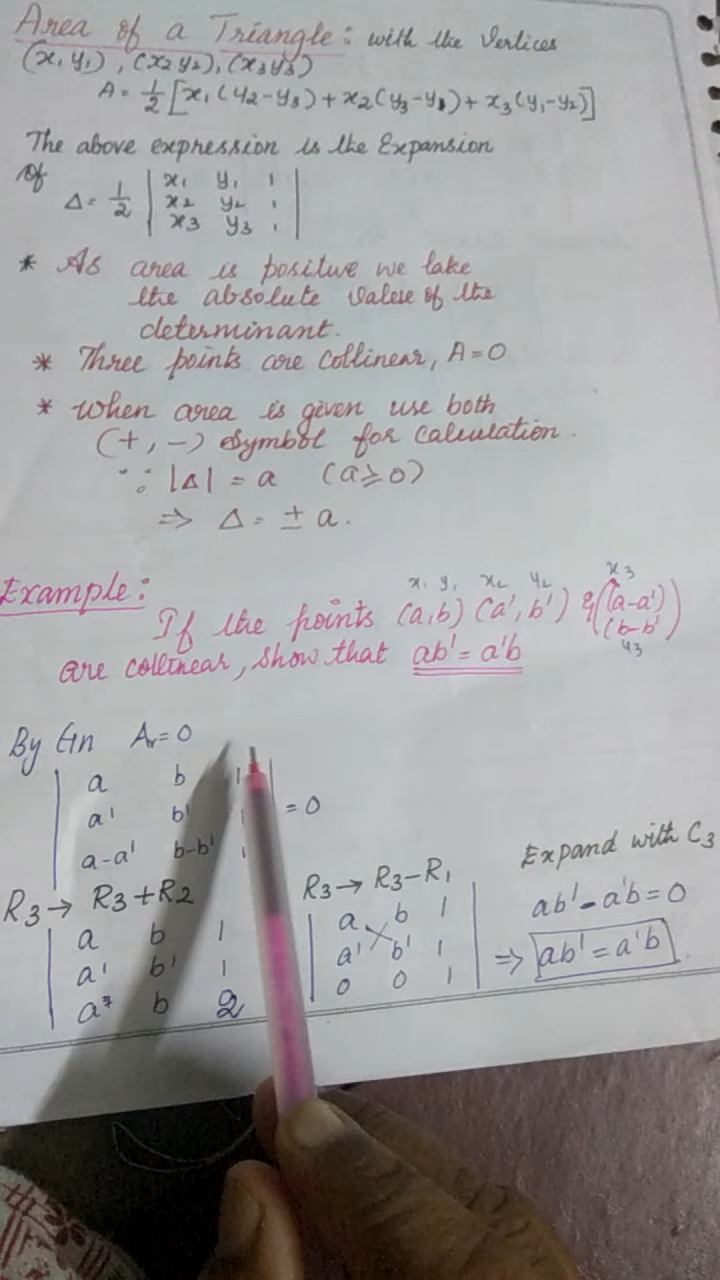 Area of a Triangle: with the Vertices
(x₁ y₁), (x₂ y₂), (x₃ y₃)
A = 1/2 [x₁(y₂-y₃) + x₂(y₃-y₁) + x₃(y₁-y₂)]
The above expression is the Expansion
of Δ = 1/2 | x₁ y₁ 1 |
| x₂ y₂ 1 |
| x₃ y₃ 1 |
* As area is positive we take
the absolute value of the
determinant.
* Three points are Collinear, A=0
* when area is given use both
(+, -) Symbol for Calculation.
∵ |Δ| = a (a≥0)
⇒ Δ = ± a.
x₁ y₁ x₂ y₂ x₃
Example:
If the points (a,b) (a',b') & (a-a')
(b-b')
y₃
are collinear, show that ab' = a'b
By Gn Ar = 0
| a b 1 |
| a' b' 1 | = 0
| a-a' b-b' 1 |
R₃ → R₃+R₂
| a b 1
| a' b' 1
| a b 2
R₃ → R₃-R₁
| a b 1 |
| a' b' 1 |
| 0 0 1 |
Expand with C₃
ab' - a'b = 0
⇒ ab' = a'b